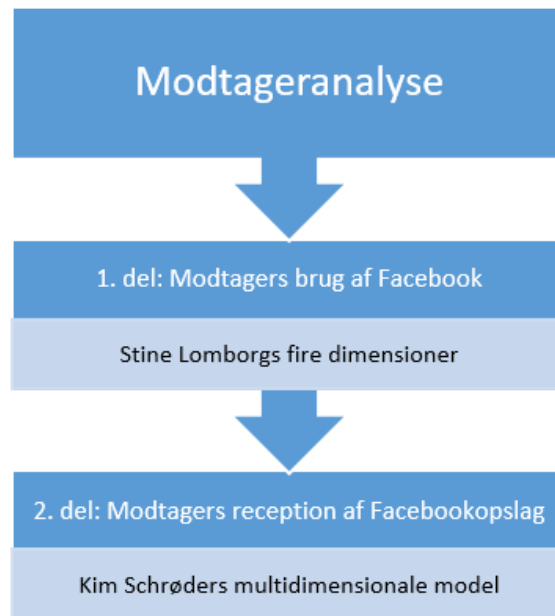 Modtageranalyse
1. del: Modtagers brug af Facebook
Stine Lomborgs fire dimensioner
2. del: Modtagers reception af Facebookopslag
Kim Schrøders multidimensionale model